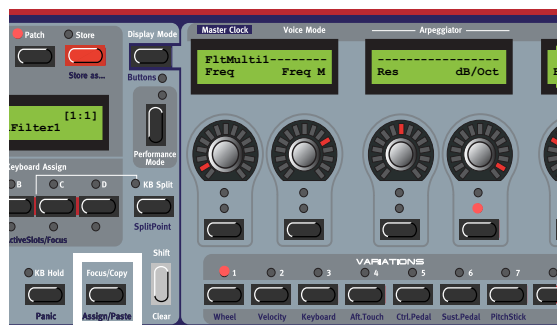 Master Clock
Voice Mode
Arpeggiator
Patch
Store
Display Mode
Store as...
Buttons
FltMulti1-------
Freq Freq M
----------------
Res dB/Oct
[1:1]
Filter1
Performance
Mode
Keyboard Assign
B
C
D
KB Split
ctiveSlots/Focus
SplitPoint
Shift
VARIATIONS
KB Hold
Focus/Copy
1
2
3
4
5
6
7
Panic
Assign/Paste
Clear
Wheel
Velocity
Keyboard
Aft.Touch
Ctrl.Pedal
Sust.Pedal
PitchStick